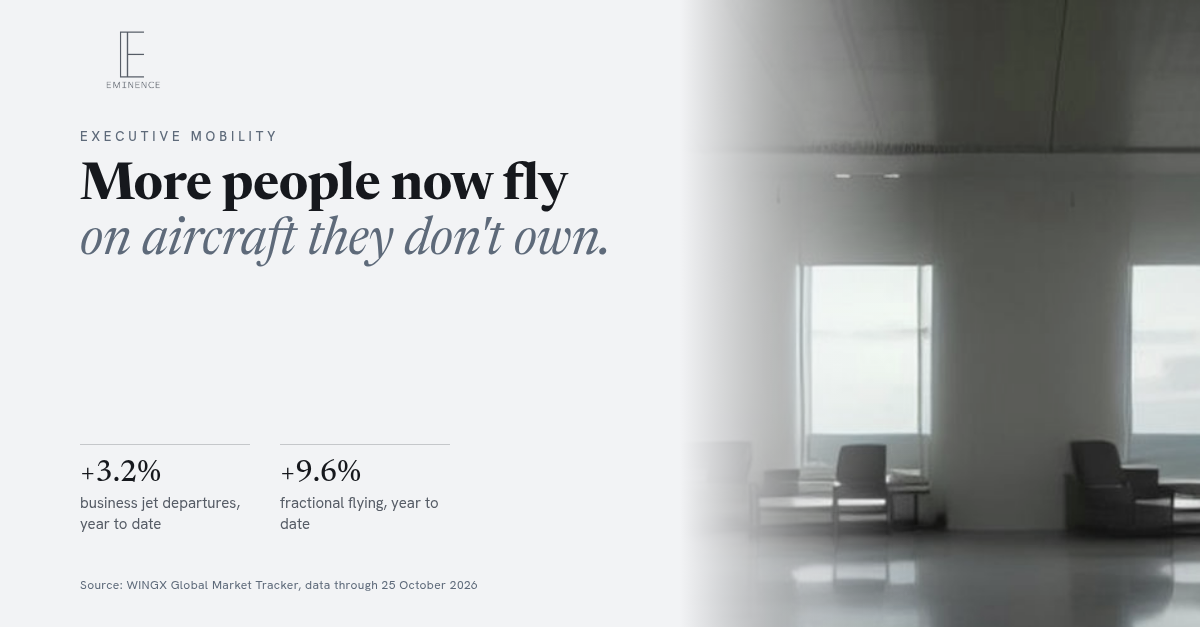 EMINENCE
EXECUTIVE MOBILITY
More people now fly
on aircraft they don't own.
+3.2%
business jet departures,
year to date
+9.6%
fractional flying, year to
date
Source: WINGX Global Market Tracker, data through 25 October 2026